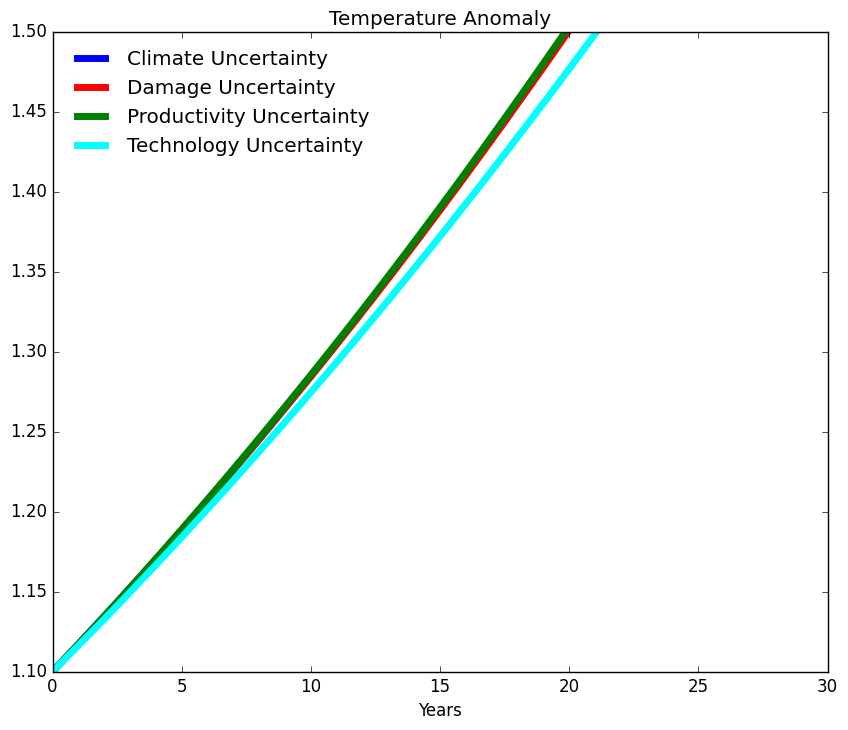 Temperature Anomaly
1.50
1.45
1.40
1.35
1.30
1.25
1.20
1.15
1.10
Climate Uncertainty
Damage Uncertainty
Productivity Uncertainty
Technology Uncertainty
0 5 10 15 20 25 30
Years